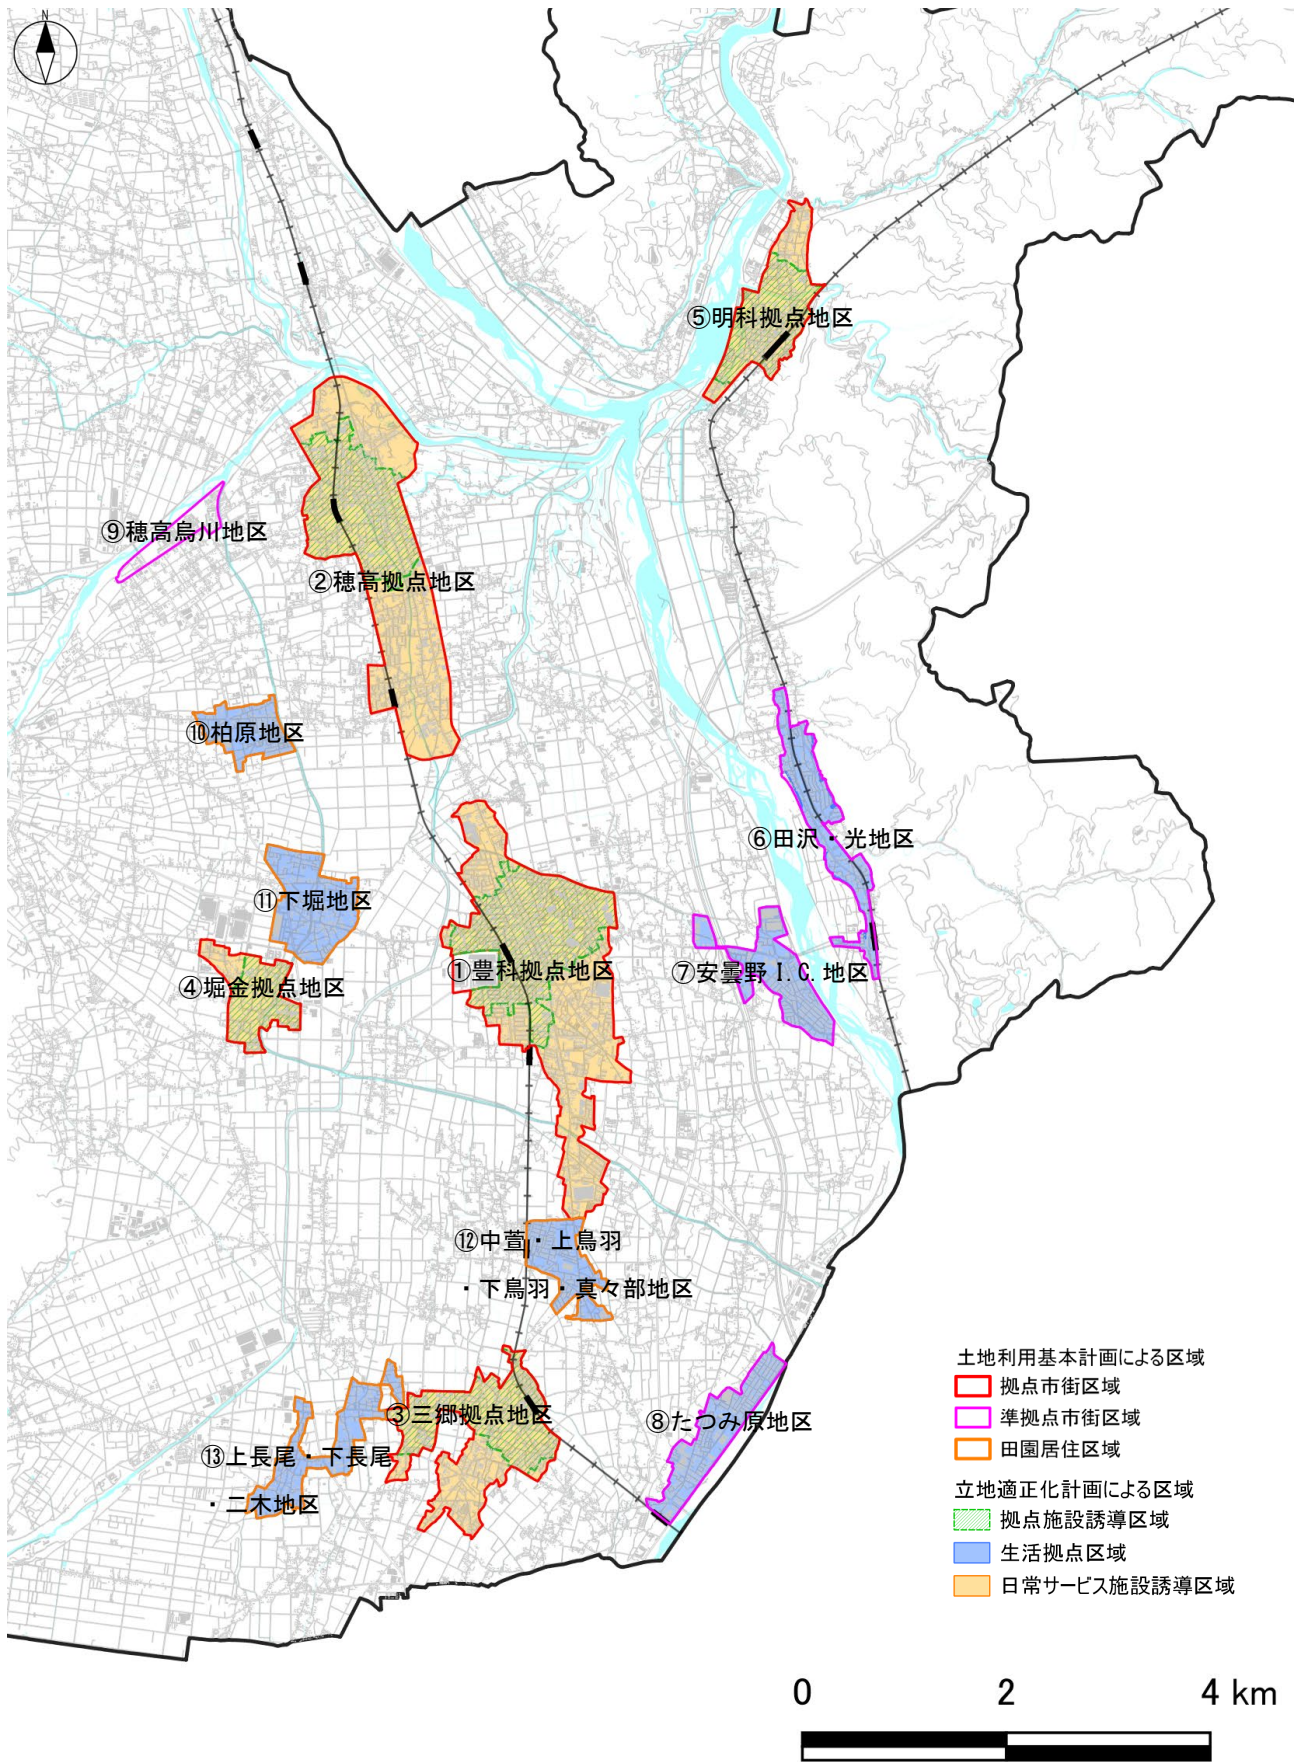 N
⑤明科拠点地区
⑨穂高烏川地区
②穂高拠点地区
⑩柏原地区
⑥田沢・光地区
⑪下堀地区
①豊科拠点地区
⑦安曇野I.C.地区
④堀金拠点地区
⑫中萱・上鳥羽
・下鳥羽・真々部地区
③三郷拠点地区
⑧たつみ原地区
⑬上長尾・下長尾
・二木地区
土地利用基本計画による区域
拠点市街区域
準拠点市街区域
田園居住区域
立地適正化計画による区域
拠点施設誘導区域
生活拠点区域
日常サービス施設誘導区域
0 2 4 km